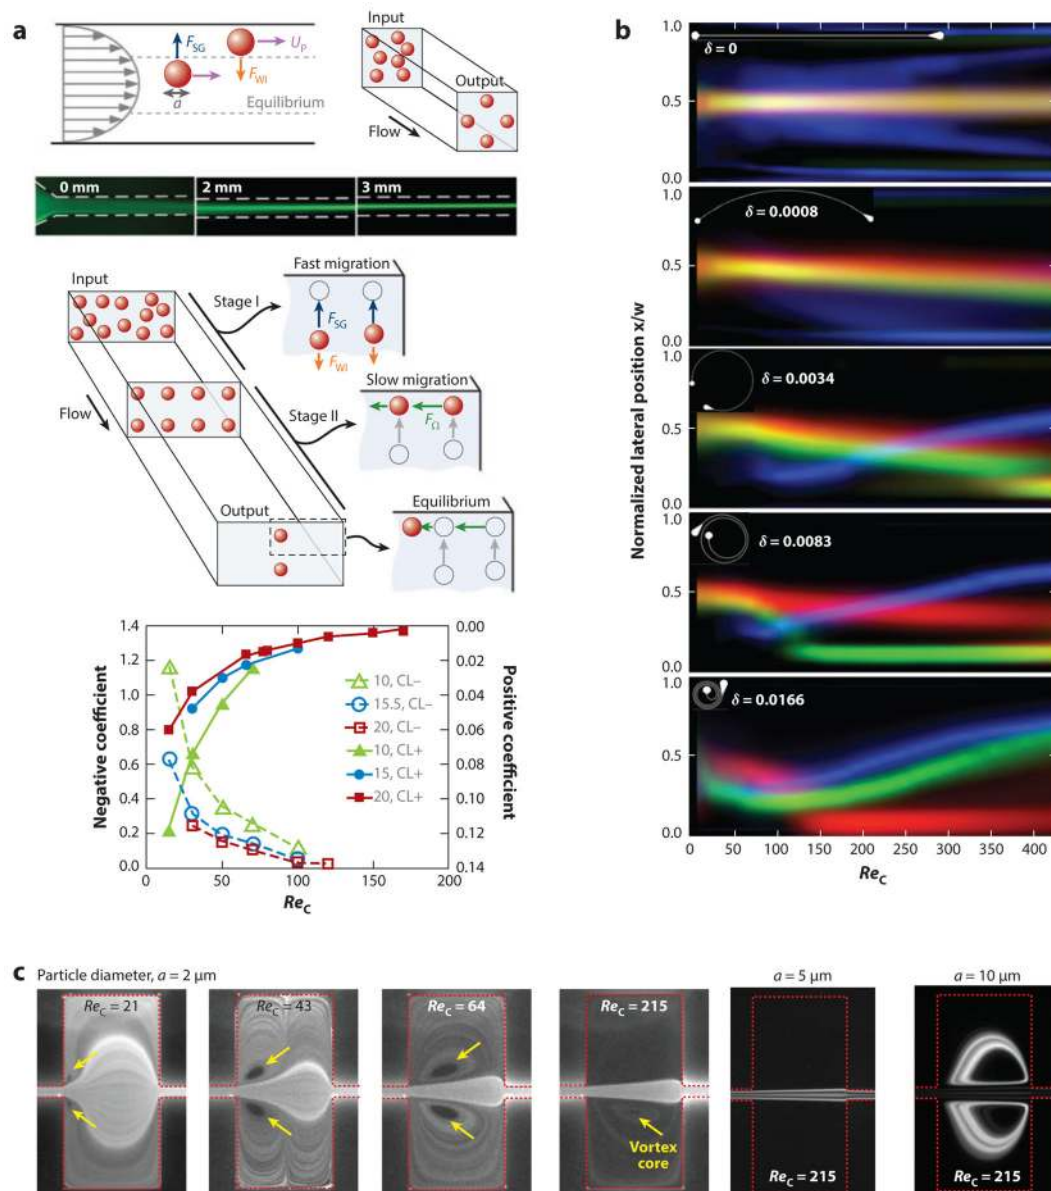 a
F_SG
U_P
F_WI
a
Equilibrium
Input
Output
Flow
0 mm
2 mm
3 mm
Input
Stage I
Fast migration
F_SG
F_WI
Flow
Stage II
Slow migration
F_Ω
Output
Equilibrium
Negative coefficient
1.4
1.2
1.0
0.8
0.6
0.4
0.2
0.0
10, CL–
15.5, CL–
20, CL–
10, CL+
15, CL+
20, CL+
0.00
0.02
0.04
0.06
0.08
0.10
0.12
0.14
Positive coefficient
0
50
100
150
200
Re_C
b
Normalized lateral position x/w
1.0
δ = 0
0.5
0.0
1.0
δ = 0.0008
0.5
0.0
1.0
δ = 0.0034
0.5
0.0
1.0
δ = 0.0083
0.5
0.0
1.0
δ = 0.0166
0.5
0.0
0
50
100
150
200
250
300
350
400
Re_C
c
Particle diameter, a = 2 μm
Re_C = 21
Re_C = 43
Re_C = 64
Re_C = 215
Vortex
core
a = 5 μm
Re_C = 215
a = 10 μm
Re_C = 215